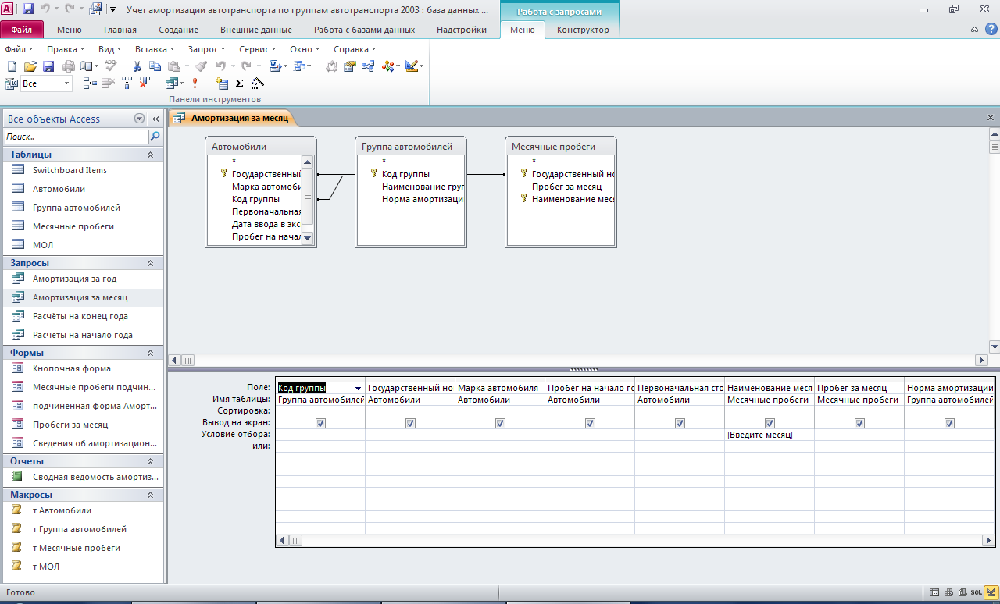 Учет амортизации автотранспорта по группам автотранспорта 2003 : база данных ...
Работа с запросами
Файл Меню Главная Создание Внешние данные Работа с базами данных Надстройки Меню Конструктор
Файл Правка Вид Вставка Запрос Сервис Окно Справка
Все
Панели инструментов
Все объекты Access
Поиск...
Таблицы
Switchboard Items
Автомобили
Группа автомобилей
Месячные пробеги
МОЛ
Запросы
Амортизация за год
Амортизация за месяц
Расчёты на конец года
Расчёты на начало года
Формы
Кнопочная форма
Месячные пробеги подчин...
подчиненная форма Аморт...
Пробеги за месяц
Сведения об амортизацион...
Отчеты
Сводная ведомость амортиз...
Макросы
т Автомобили
т Группа автомобилей
т Месячные пробеги
т МОЛ
Амортизация за месяц
Автомобили
*
Государственный
Марка автомоби
Код группы
Первоначальная
Дата ввода в экс
Пробег на начал
Группа автомобилей
*
Код группы
Наименование груп
Норма амортизаци
Месячные пробеги
*
Государственный но
Пробег за месяц
Наименование меся
Поле: Код группы Государственный но Марка автомобиля Пробег на начало го Первоначальная сто Наименование меся Пробег за месяц Норма амортизации
Имя таблицы: Группа автомобилей Автомобили Автомобили Автомобили Автомобили Месячные пробеги Месячные пробеги Группа автомобилей
Сортировка:
Вывод на экран:
Условие отбора: [Введите месяц]
или:
Готово
SQL